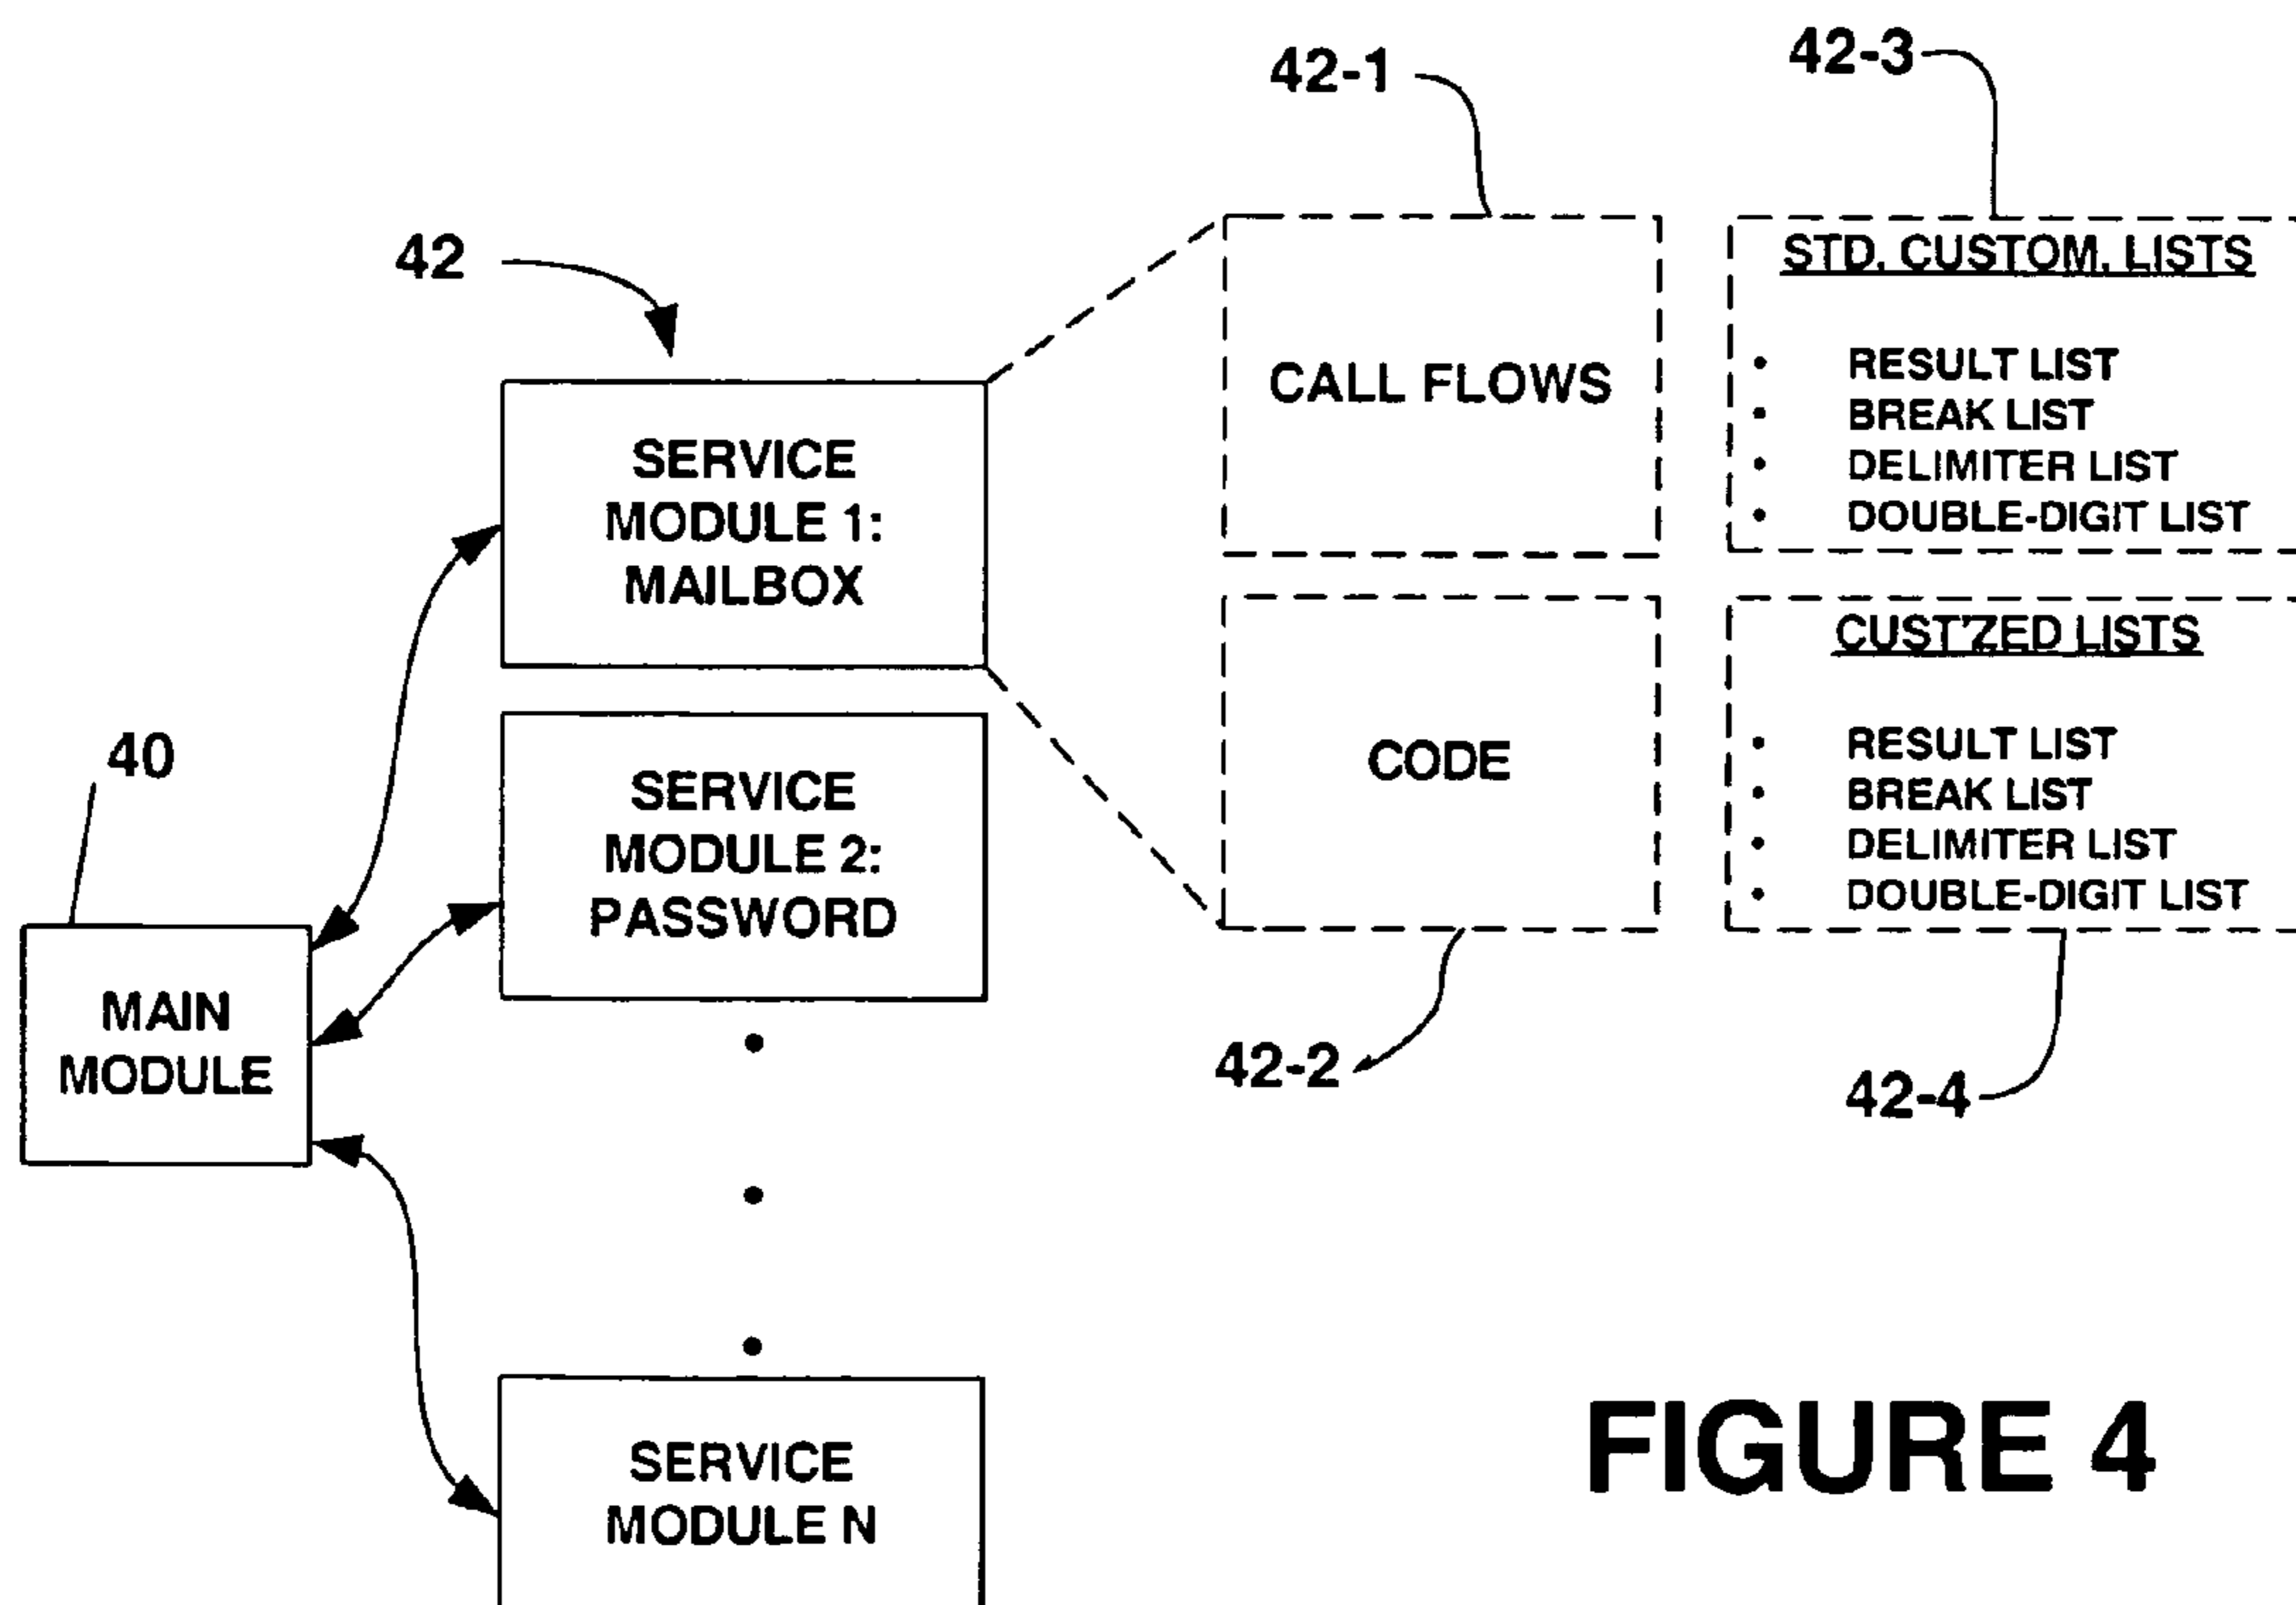 42-1
42-3
42
STD. CUSTOM. LISTS
• RESULT LIST
• BREAK LIST
• DELIMITER LIST
• DOUBLE-DIGIT LIST
CALL FLOWS
SERVICE
MODULE 1:
MAILBOX
CUST'ZED LISTS
• RESULT LIST
• BREAK LIST
• DELIMITER LIST
• DOUBLE-DIGIT LIST
CODE
40
SERVICE
MODULE 2:
PASSWORD
MAIN
MODULE
42-2
42-4
SERVICE
MODULE N
FIGURE 4